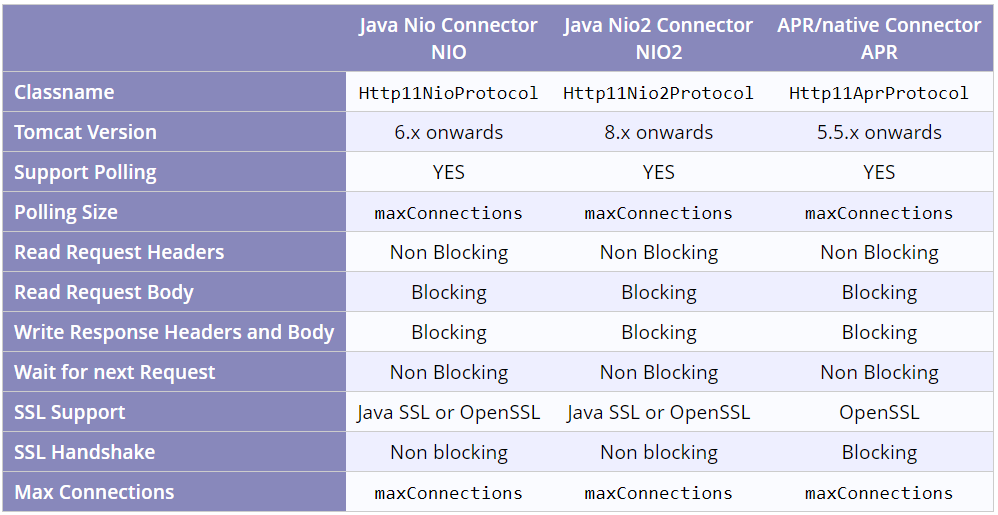 Java Nio Connector Java Nio2 Connector APR/native Connector
NIO NIO2 APR
Classname Http11NioProtocol Http11Nio2Protocol Http11AprProtocol
Tomcat Version 6.x onwards 8.x onwards 5.5.x onwards
Support Polling YES YES YES
Polling Size maxConnections maxConnections maxConnections
Read Request Headers Non Blocking Non Blocking Non Blocking
Read Request Body Blocking Blocking Blocking
Write Response Headers and Body Blocking Blocking Blocking
Wait for next Request Non Blocking Non Blocking Non Blocking
SSL Support Java SSL or OpenSSL Java SSL or OpenSSL OpenSSL
SSL Handshake Non blocking Non blocking Blocking
Max Connections maxConnections maxConnections maxConnections